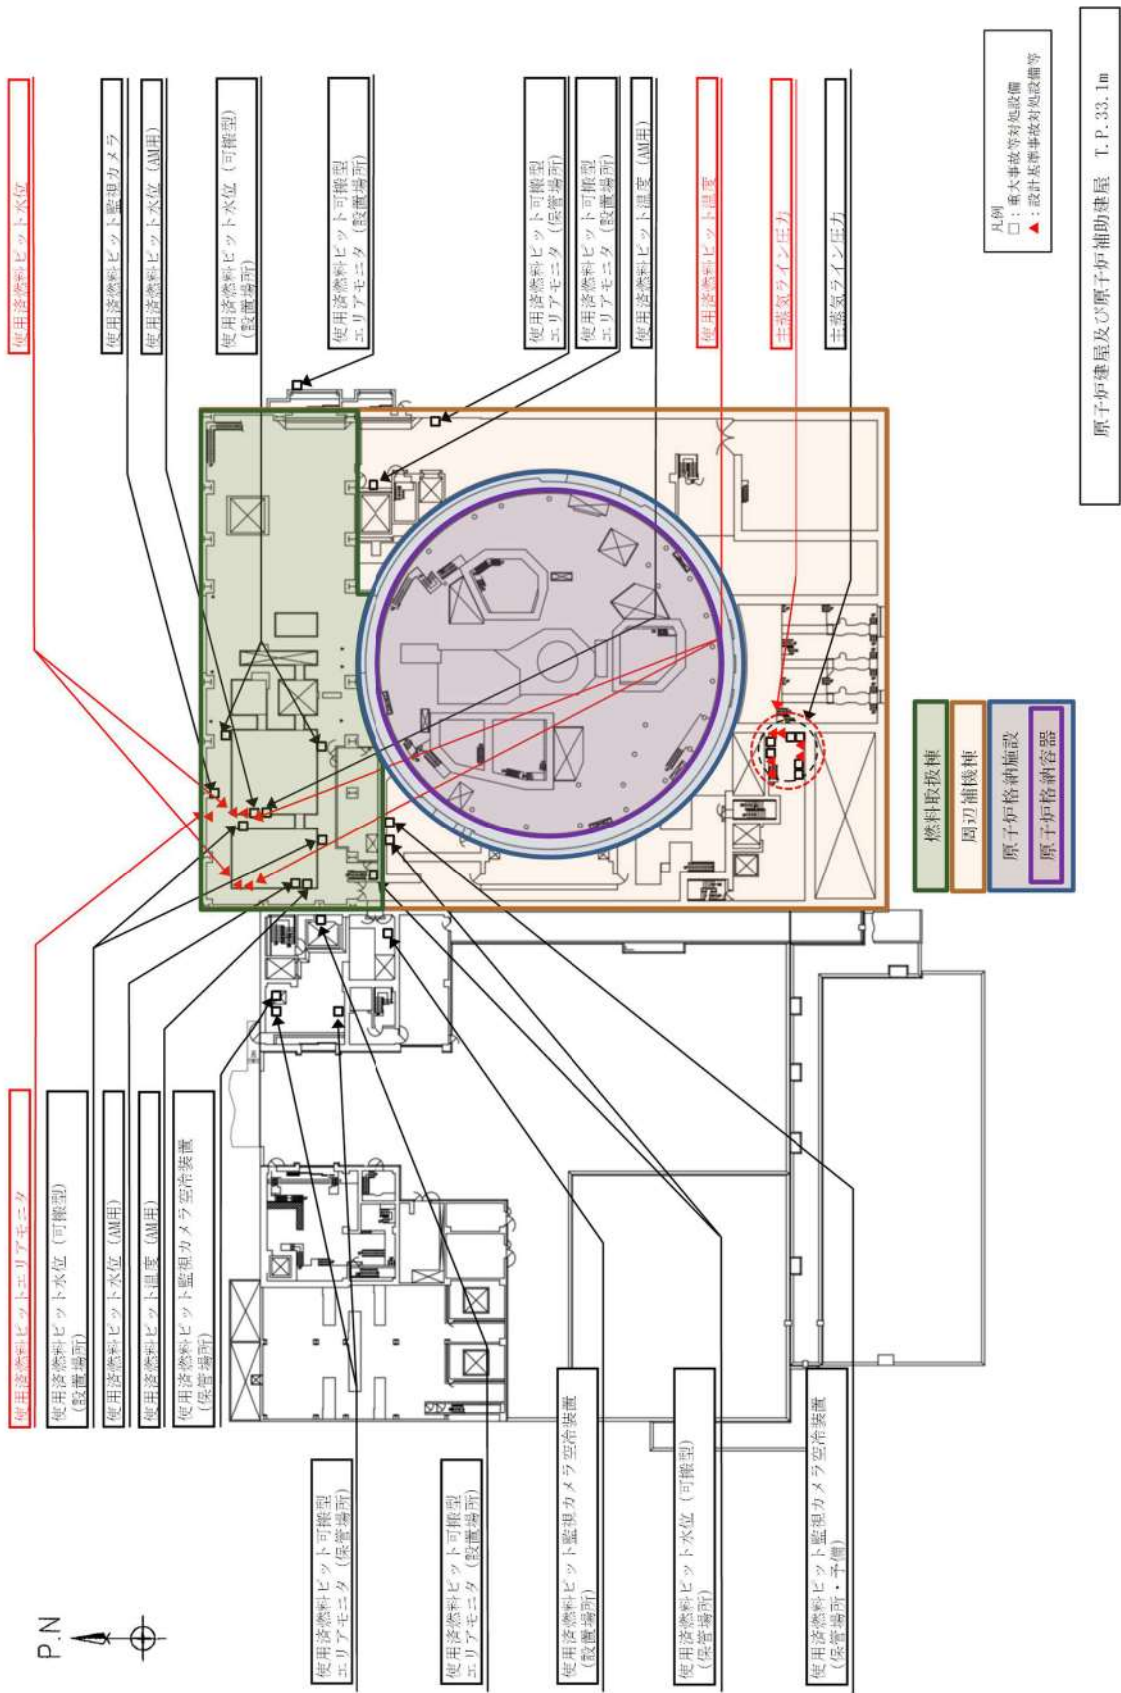 使用済燃料ピット水位
使用済燃料ピット監視カメラ
使用済燃料ピット水位 (AM用)
使用済燃料ピット水位 (可搬型)
(設置場所)
使用済燃料ピット可搬型
エリアモニタ (設置場所)
使用済燃料ピット可搬型
エリアモニタ (保管場所)
使用済燃料ピット可搬型
エリアモニタ (設置場所)
使用済燃料ピット温度 (AM用)
使用済燃料ピット温度
主蒸気ライン圧力
主蒸気ライン圧力
凡例
□ : 重大事故等対処設備
▲ : 設計基準事故対処設備等
原子炉建屋及び原子炉補助建屋 T.P.33.1m
燃料取扱棟
周辺補機棟
原子炉格納施設
原子炉格納容器
使用済燃料ピットエリアモニタ
使用済燃料ピット水位 (可搬型)
(設置場所)
使用済燃料ピット水位 (AM用)
使用済燃料ピット温度 (AM用)
使用済燃料ピット監視カメラ空冷装置
(保管場所)
使用済燃料ピット可搬型
エリアモニタ (保管場所)
使用済燃料ピット可搬型
エリアモニタ (設置場所)
使用済燃料ピット監視カメラ空冷装置
(設置場所)
使用済燃料ピット水位 (可搬型)
(保管場所)
使用済燃料ピット監視カメラ空冷装置
(保管場所・予備)
P.N